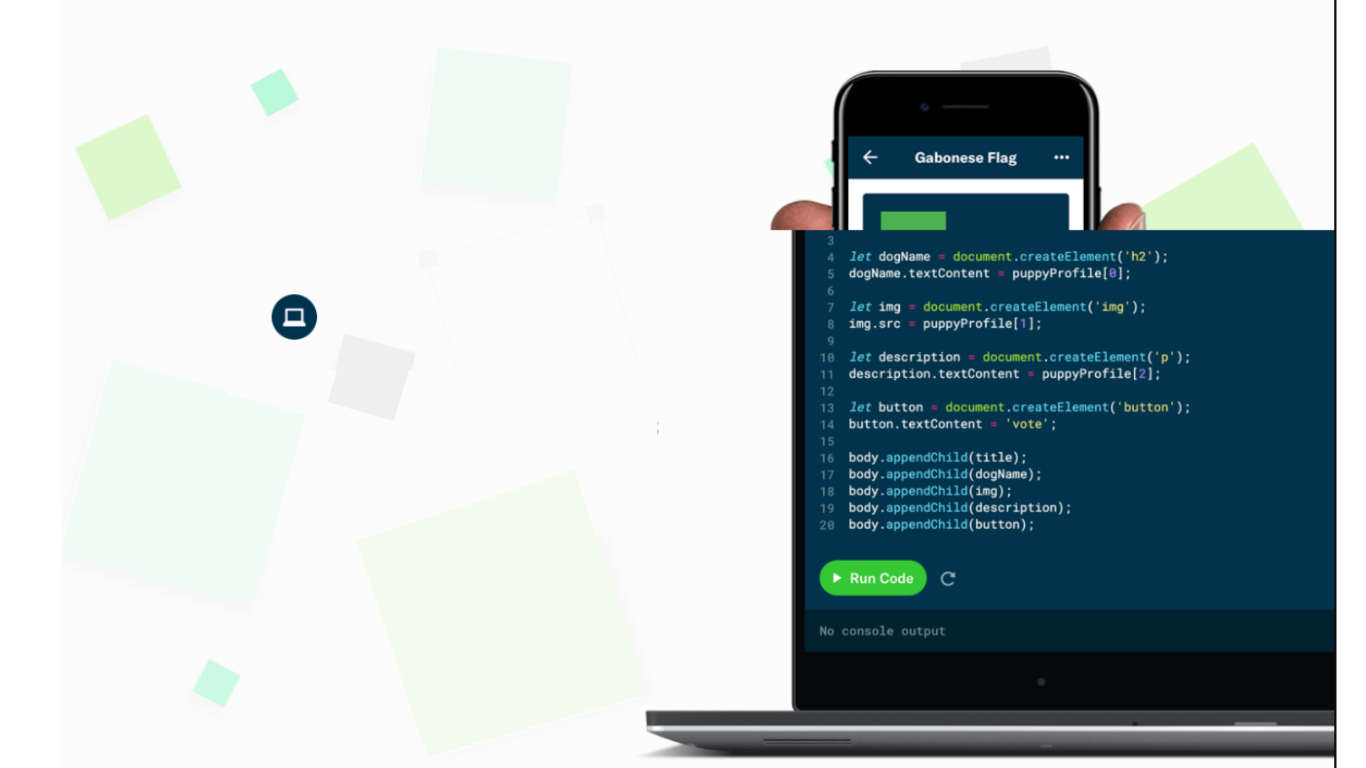 Gabonese Flag
3
4 let dogName = document.createElement('h2');
5 dogName.textContent = puppyProfile[0];
6
7 let img = document.createElement('img');
8 img.src = puppyProfile[1];
9
10 let description = document.createElement('p');
11 description.textContent = puppyProfile[2];
12
13 let button = document.createElement('button');
14 button.textContent = 'vote';
15
16 body.appendChild(title);
17 body.appendChild(dogName);
18 body.appendChild(img);
19 body.appendChild(description);
20 body.appendChild(button);
Run Code
No console output